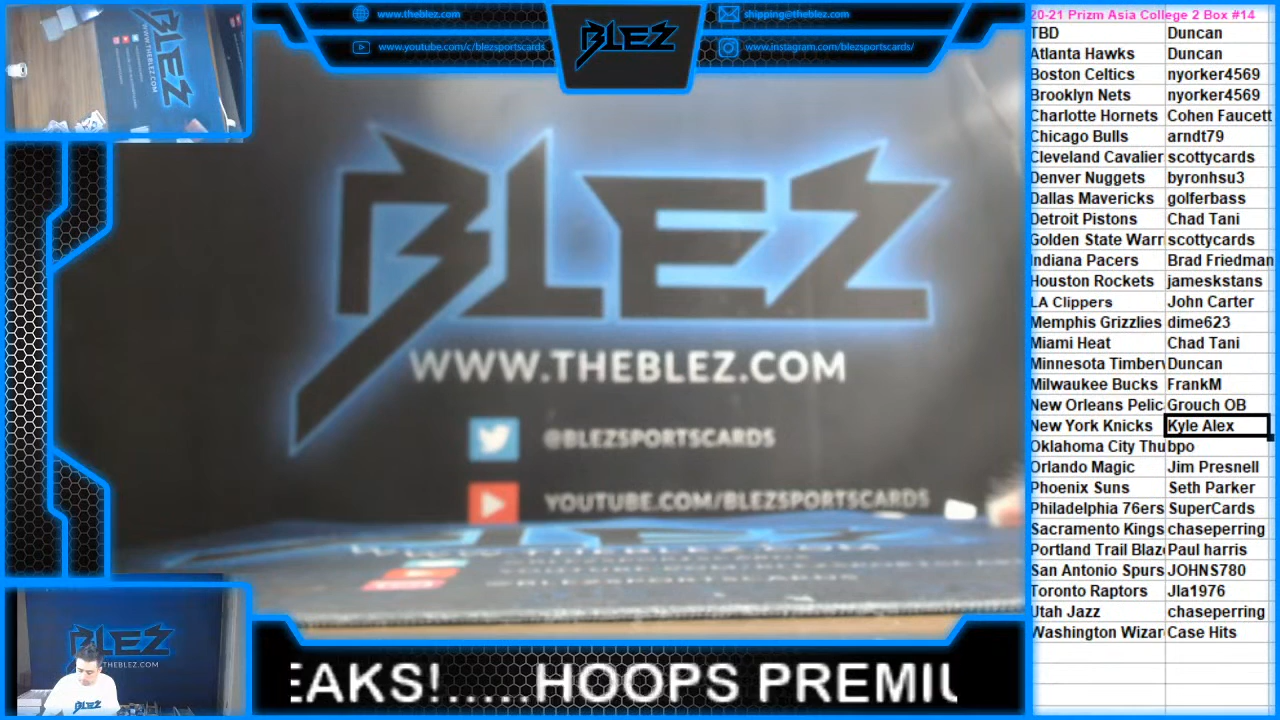 www.theblez.com
shipping@theblez.com
www.youtube.com/c/blezsportscards
www.instagram.com/blezsportscards/
BLEZ
BLEZ
WWW.THEBLEZ.COM
@BLEZSPORTSCARDS
YOUTUBE.COM/BLEZSPORTSCARDS
BLEZ
THEBLEZ.COM
EAKS!.....HOOPS PREMIU
20-21 Prizm Asia College 2 Box #14
TBD Duncan
Atlanta Hawks Duncan
Boston Celtics nyorker4569
Brooklyn Nets nyorker4569
Charlotte Hornets Cohen Faucett
Chicago Bulls arndt79
Cleveland Cavalier scottycards
Denver Nuggets byronhsu3
Dallas Mavericks golferbass
Detroit Pistons Chad Tani
Golden State Warr scottycards
Indiana Pacers Brad Friedman
Houston Rockets jameskstans
LA Clippers John Carter
Memphis Grizzlies dime623
Miami Heat Chad Tani
Minnesota Timberv Duncan
Milwaukee Bucks FrankM
New Orleans Pelic Grouch OB
New York Knicks Kyle Alex
Oklahoma City Thu bpo
Orlando Magic Jim Presnell
Phoenix Suns Seth Parker
Philadelphia 76ers SuperCards
Sacramento Kings chaseperring
Portland Trail Blaze Paul harris
San Antonio Spurs JOHNS780
Toronto Raptors Jla1976
Utah Jazz chaseperring
Washington Wizar Case Hits